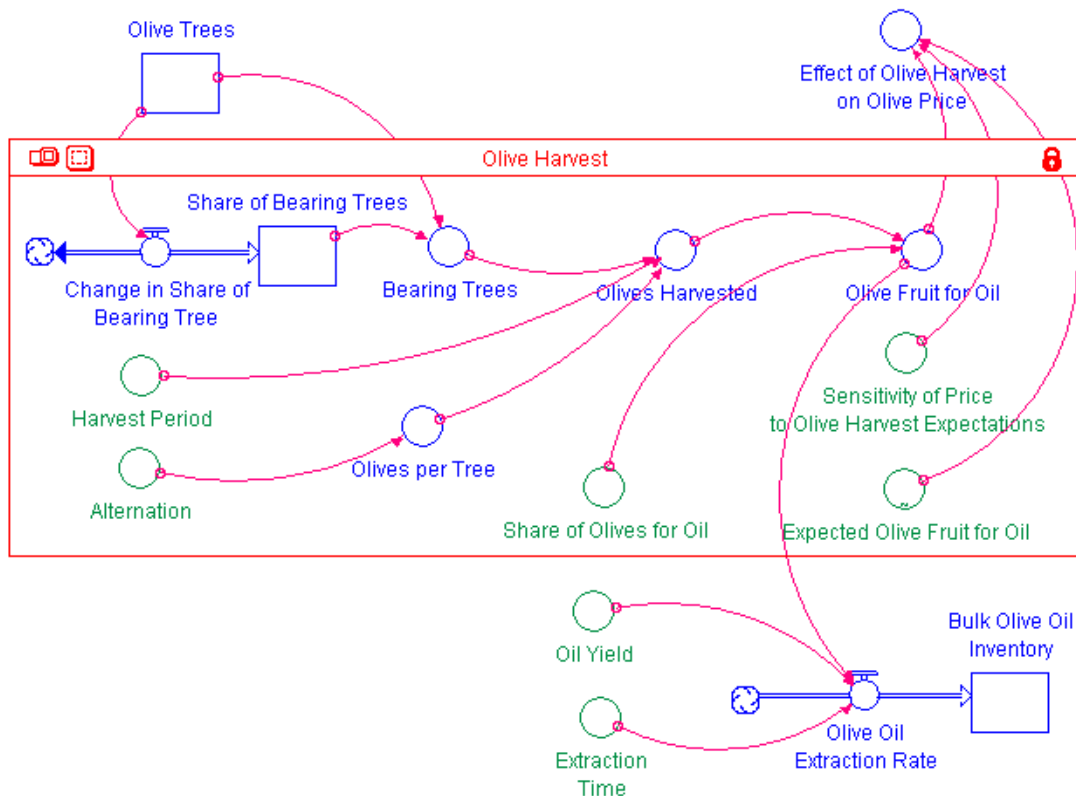 Olive Trees
Effect of Olive Harvest
on Olive Price
Olive Harvest
Share of Bearing Trees
Change in Share of
Bearing Tree
Bearing Trees
Olives Harvested
Olive Fruit for Oil
Harvest Period
Sensitivity of Price
to Olive Harvest Expectations
Alternation
Olives per Tree
Share of Olives for Oil
Expected Olive Fruit for Oil
Oil Yield
Bulk Olive Oil
Inventory
Extraction
Time
Olive Oil
Extraction Rate